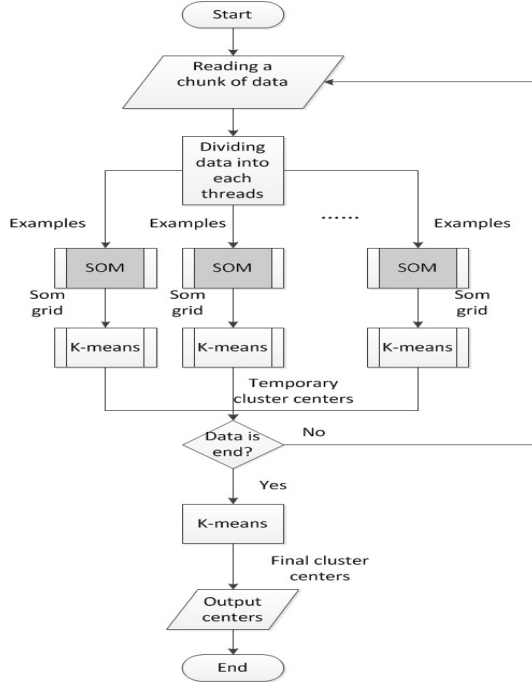 Start
Reading a
chunk of data
Dividing
data into
each
threads
Examples
Examples
......
Examples
SOM
SOM
SOM
Som
grid
Som
grid
Som
grid
K-means
K-means
K-means
Temporary
cluster centers
Data is
end?
No
Yes
K-means
Final cluster
centers
Output
centers
End